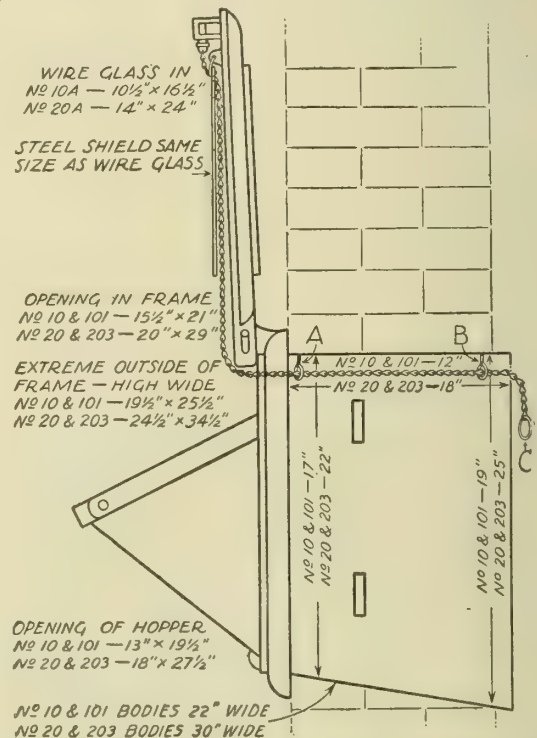 WIRE GLASS IN
Nº 10A — 10½" × 16½"
Nº 20A — 14" × 24"
STEEL SHIELD SAME
SIZE AS WIRE GLASS
OPENING IN FRAME
Nº 10 & 101 — 15½" × 21"
Nº 20 & 203 — 20" × 29"
EXTREME OUTSIDE OF
FRAME — HIGH WIDE
Nº 10 & 101 — 19½" × 25½"
Nº 20 & 203 — 24½" × 34½"
A
B
Nº 10 & 101 — 12"
Nº 20 & 203 — 18"
C
Nº 10 & 101 — 17"
Nº 20 & 203 — 22"
Nº 10 & 101 — 19"
Nº 20 & 203 — 25"
OPENING OF HOPPER
Nº 10 & 101 — 13" × 19½"
Nº 20 & 203 — 18" × 27½"
Nº 10 & 101 BODIES 22" WIDE
Nº 20 & 203 BODIES 30" WIDE